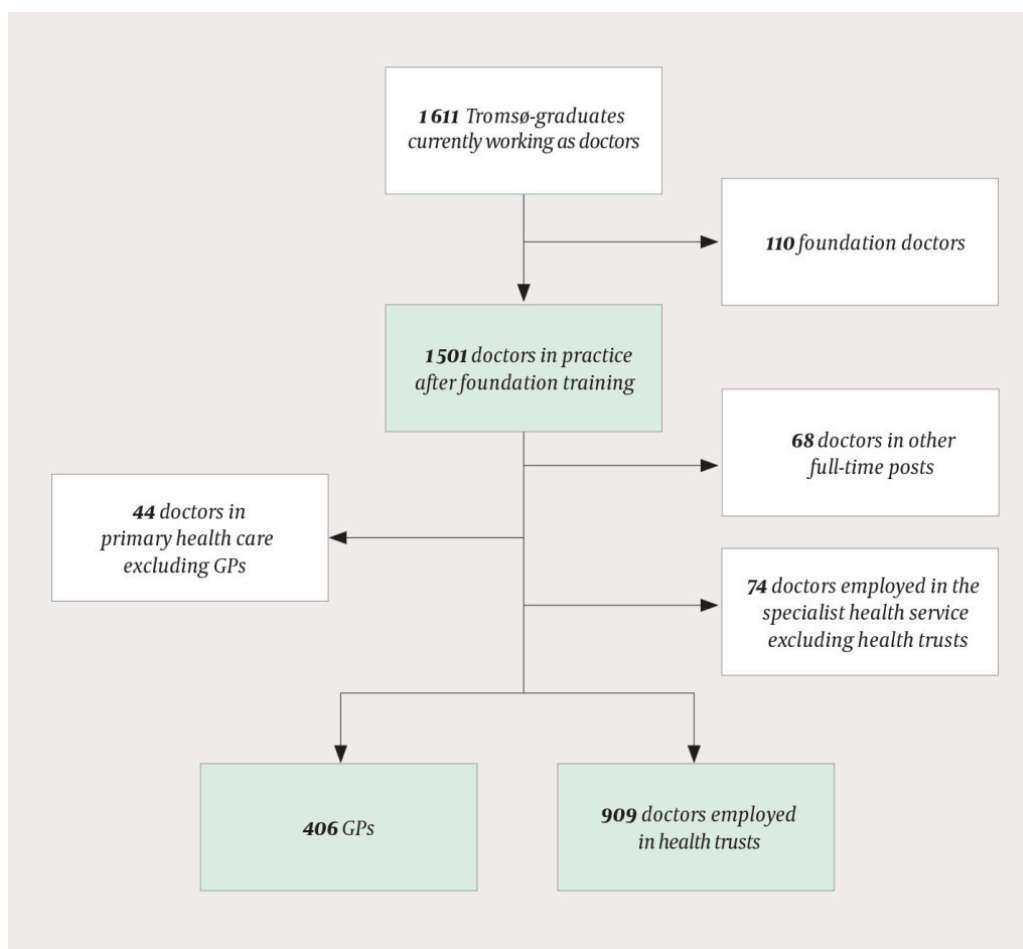 1 611 Tromsø-graduates
currently working as doctors
110 foundation doctors
1 501 doctors in practice
after foundation training
68 doctors in other
full-time posts
44 doctors in
primary health care
excluding GPs
74 doctors employed in the
specialist health service
excluding health trusts
406 GPs
909 doctors employed
in health trusts